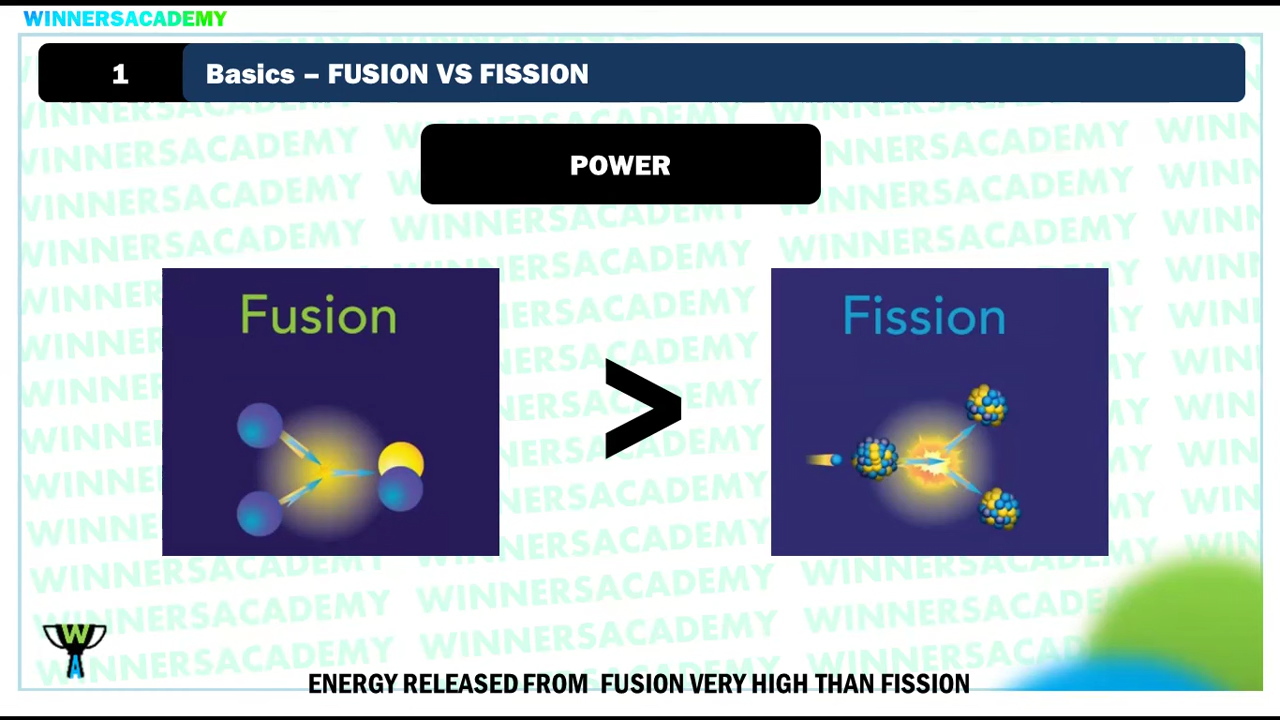 WINNERSACADEMY
1 Basics – FUSION VS FISSION
POWER
Fusion
>
Fission
W
A
ENERGY RELEASED FROM FUSION VERY HIGH THAN FISSION